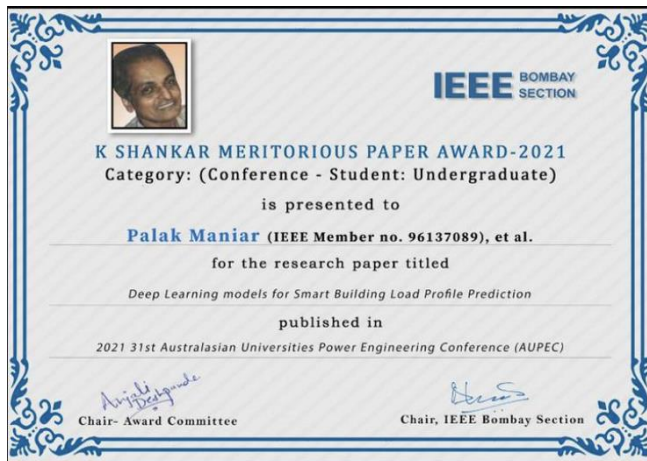 IEEE BOMBAY SECTION
K SHANKAR MERITORIOUS PAPER AWARD-2021
Category: (Conference - Student: Undergraduate)
is presented to
Palak Maniar (IEEE Member no. 96137089), et al.
for the research paper titled
Deep Learning models for Smart Building Load Profile Prediction
published in
2021 31st Australasian Universities Power Engineering Conference (AUPEC)
Anjali
Deshpande
Chair- Award Committee
Chair, IEEE Bombay Section